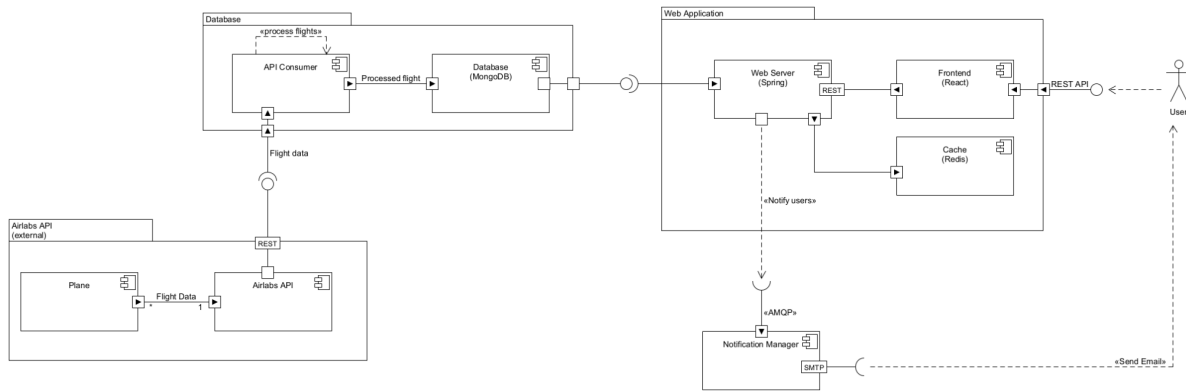 Database
«process flights»
API Consumer
Processed flight
Database
(MongoDB)
Flight data
Web Application
Web Server
(Spring)
REST
Frontend
(React)
REST API
User
Cache
(Redis)
«Notify users»
Airlabs API
(external)
REST
Plane
Flight Data
*
1
Airlabs API
«AMQP»
Notification Manager
SMTP
«Send Email»